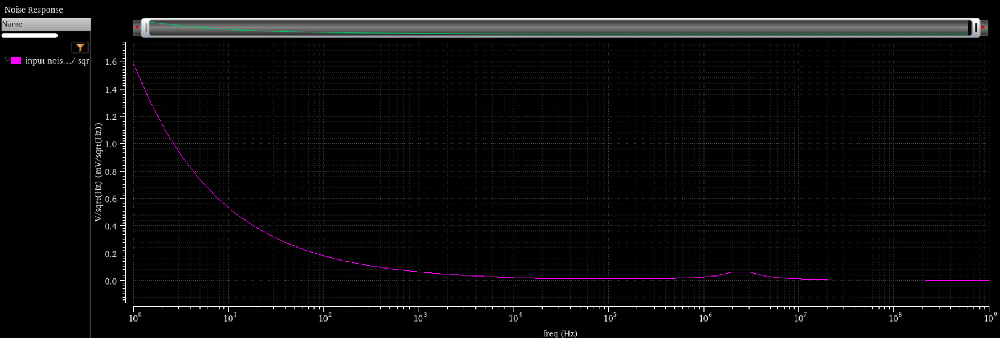 Noise Response
Name
input nois.../ sqr
V/sqrt(Hz) (mV/sqrt(Hz))
1.6
1.4
1.2
1.0
0.8
0.6
0.4
0.2
0.0
10⁰ 10¹ 10² 10³ 10⁴ 10⁵ 10⁶ 10⁷ 10⁸ 10⁹
freq (Hz)